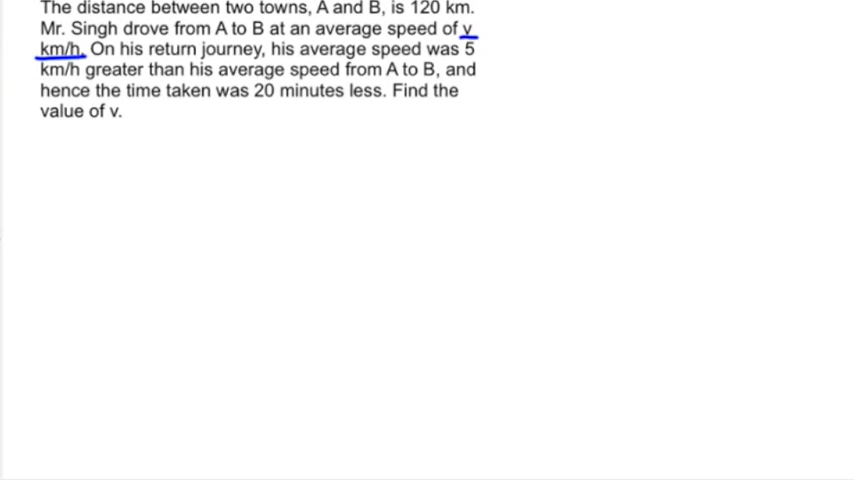 The distance between two towns, A and B, is 120 km.
Mr. Singh drove from A to B at an average speed of v
km/h. On his return journey, his average speed was 5
km/h greater than his average speed from A to B, and
hence the time taken was 20 minutes less. Find the
value of v.